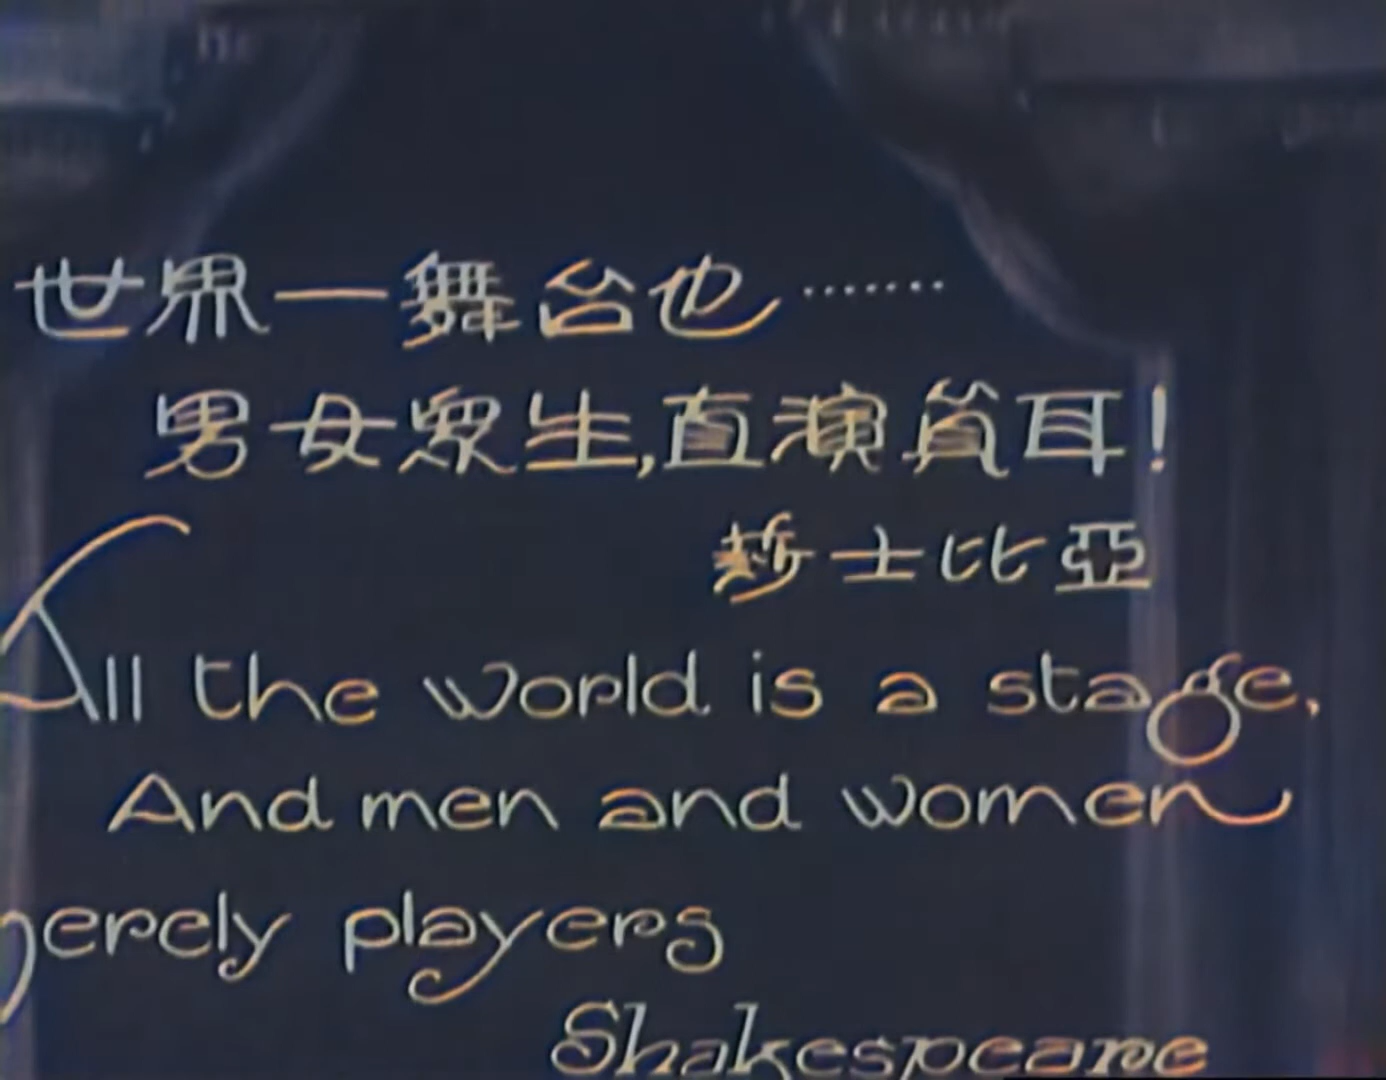 世界一舞台也·······
男女眾生,直演員耳!
莎士比亞
All the world is a stage,
And men and women
merely players
Shakespeare